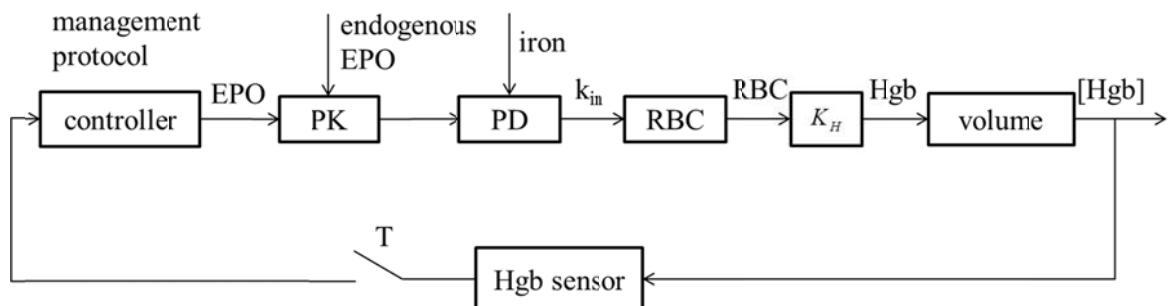 management
protocol
endogenous
EPO
iron
EPO
k_in
RBC
Hgb
[Hgb]
controller
PK
PD
RBC
K_H
volume
T
Hgb sensor